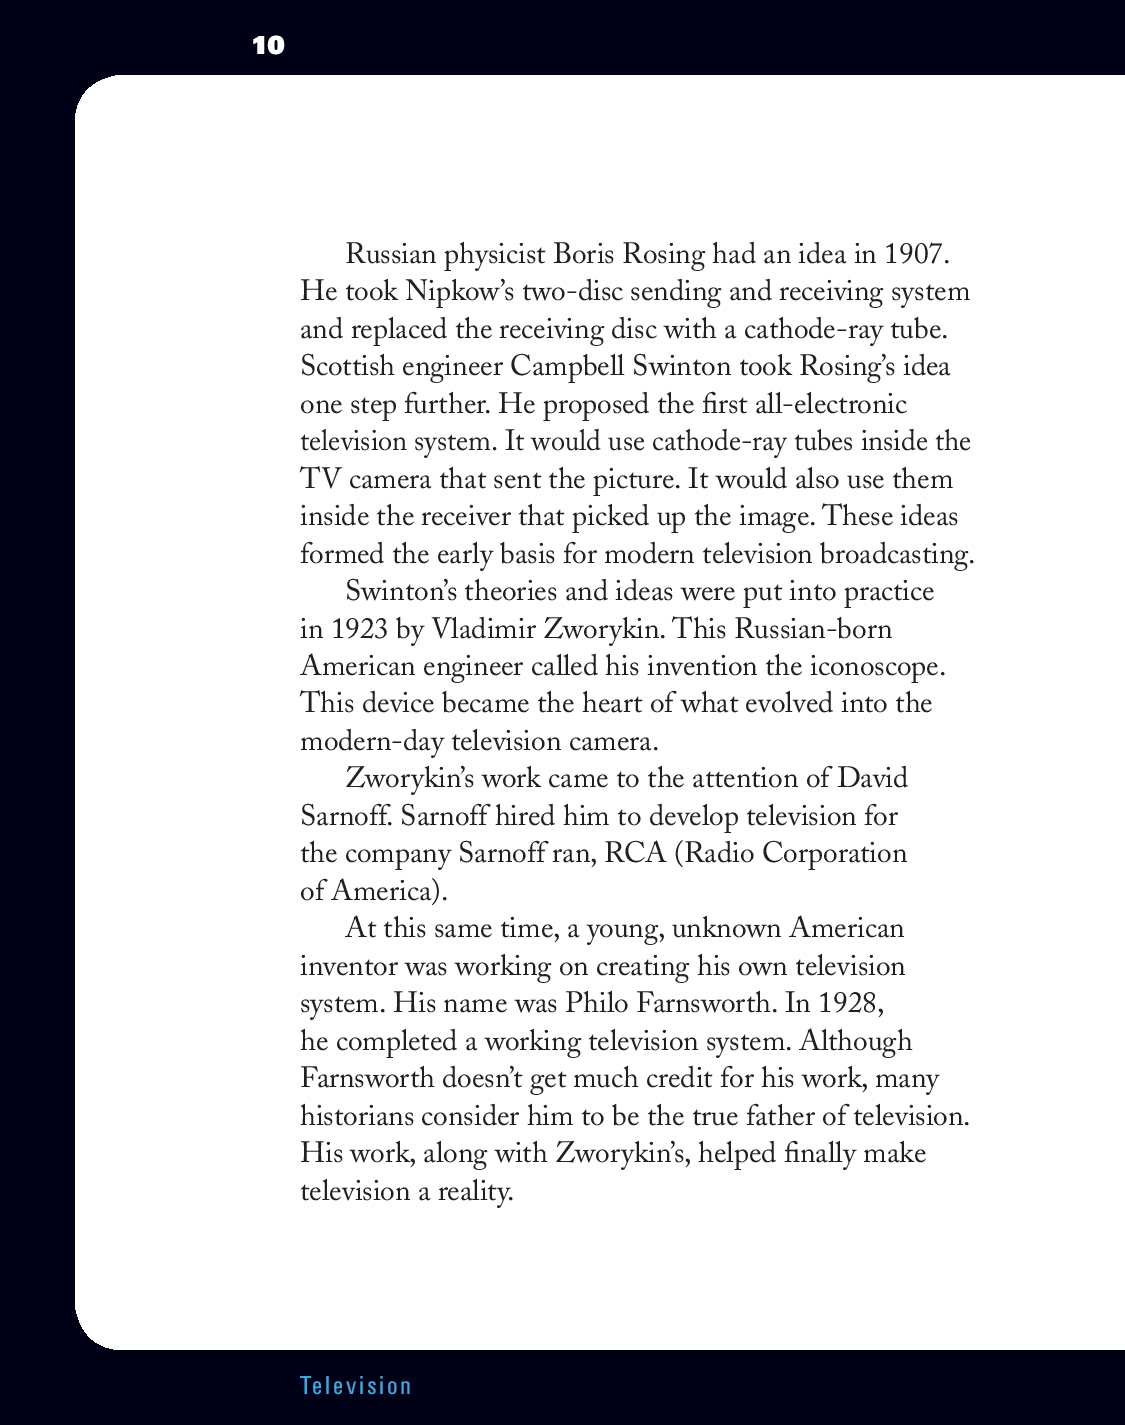 10
Russian physicist Boris Rosing had an idea in 1907.
He took Nipkow’s two-disc sending and receiving system
and replaced the receiving disc with a cathode-ray tube.
Scottish engineer Campbell Swinton took Rosing’s idea
one step further. He proposed the first all-electronic
television system. It would use cathode-ray tubes inside the
TV camera that sent the picture. It would also use them
inside the receiver that picked up the image. These ideas
formed the early basis for modern television broadcasting.
Swinton’s theories and ideas were put into practice
in 1923 by Vladimir Zworykin. This Russian-born
American engineer called his invention the iconoscope.
This device became the heart of what evolved into the
modern-day television camera.
Zworykin’s work came to the attention of David
Sarnoff. Sarnoff hired him to develop television for
the company Sarnoff ran, RCA (Radio Corporation
of America).
At this same time, a young, unknown American
inventor was working on creating his own television
system. His name was Philo Farnsworth. In 1928,
he completed a working television system. Although
Farnsworth doesn’t get much credit for his work, many
historians consider him to be the true father of television.
His work, along with Zworykin’s, helped finally make
television a reality.
Television